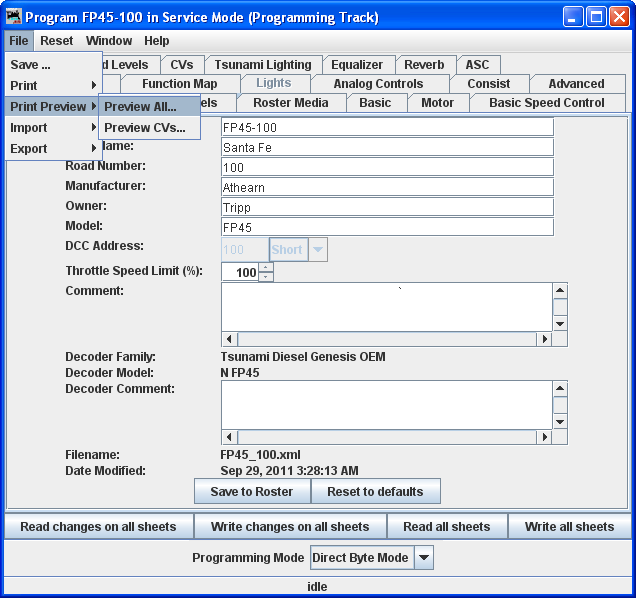 Program FP45-100 in Service Mode (Programming Track)
File Reset Window Help
Save ...
Print
Print Preview
Import
Export
Preview All...
Preview CVs...
d Levels CVs Tsunami Lighting Equalizer Reverb ASC
Function Map Lights Analog Controls Consist Advanced
els Roster Media Basic Motor Basic Speed Control
FP45-100
ame: Santa Fe
Road Number: 100
Manufacturer: Athearn
Owner: Tripp
Model: FP45
DCC Address: 100 Short
Throttle Speed Limit (%): 100
Comment:
Decoder Family: Tsunami Diesel Genesis OEM
Decoder Model: N FP45
Decoder Comment:
Filename: FP45_100.xml
Date Modified: Sep 29, 2011 3:28:13 AM
Save to Roster Reset to defaults
Read changes on all sheets Write changes on all sheets Read all sheets Write all sheets
Programming Mode Direct Byte Mode
idle